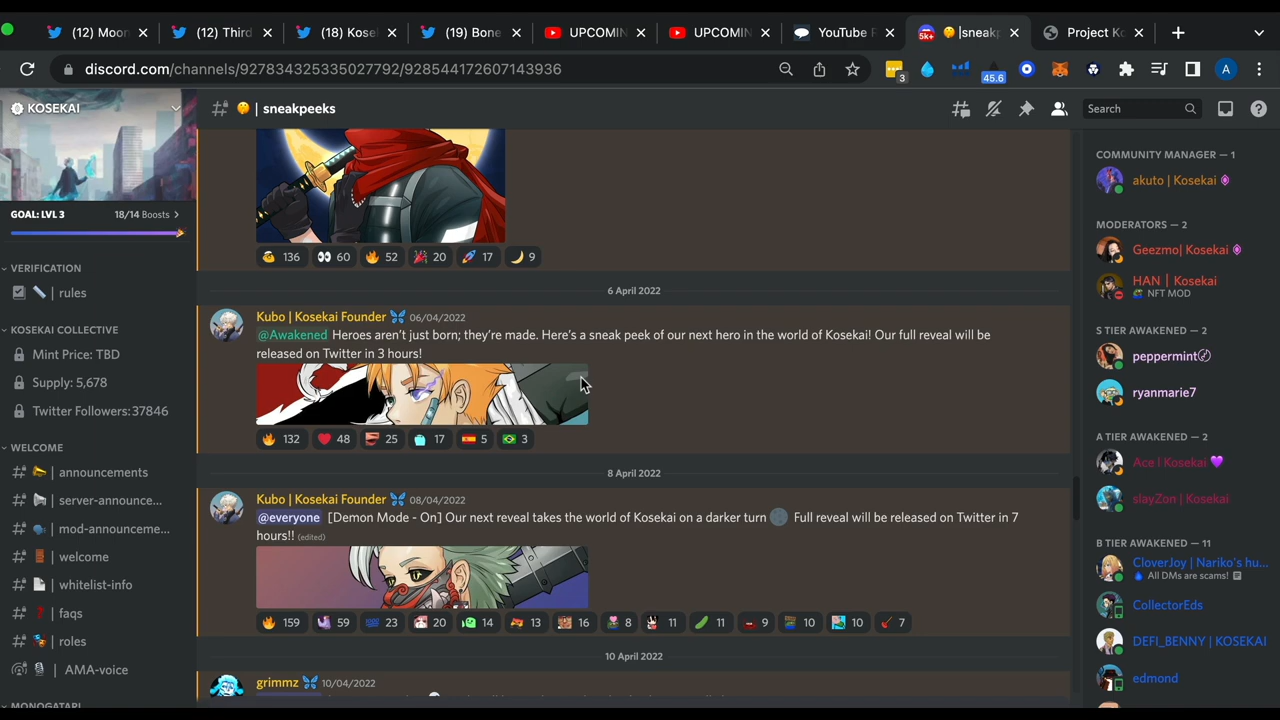 (12) Moon
(12) Third
(18) Kosel
(19) Bone
UPCOMIN
UPCOMIN
YouTube R
|sneakp
Project Ko
5k+
discord.com/channels/927834325335027792/928544172607143936
3
45.6
A
KOSEKAI
| sneakpeeks
Search
GOAL: LVL 3
18/14 Boosts
VERIFICATION
| rules
KOSEKAI COLLECTIVE
Mint Price: TBD
Supply: 5,678
Twitter Followers:37846
WELCOME
| announcements
| server-announce...
| mod-announceme...
| welcome
| whitelist-info
| faqs
| roles
AMA-voice
MONOGATARI
136
60
52
20
17
9
6 April 2022
Kubo | Kosekai Founder 06/04/2022
@Awakened Heroes aren't just born; they're made. Here's a sneak peek of our next hero in the world of Kosekai! Our full reveal will be
released on Twitter in 3 hours!
132
48
25
17
5
3
8 April 2022
Kubo | Kosekai Founder 08/04/2022
@everyone [Demon Mode - On] Our next reveal takes the world of Kosekai on a darker turn Full reveal will be released on Twitter in 7
hours!! (edited)
159
59
23
20
14
13
16
8
11
11
9
10
10
7
10 April 2022
grimmz 10/04/2022
COMMUNITY MANAGER — 1
akuto | Kosekai
MODERATORS — 2
Geezmo| Kosekai
HAN | Kosekai
NFT MOD
S TIER AWAKENED — 2
peppermint
ryanmarie7
A TIER AWAKENED — 2
Ace | Kosekai
slayZon | Kosekai
B TIER AWAKENED — 11
CloverJoy | Nariko's hu...
All DMs are scams!
CollectorEds
DEFI_BENNY | KOSEKAI
edmond